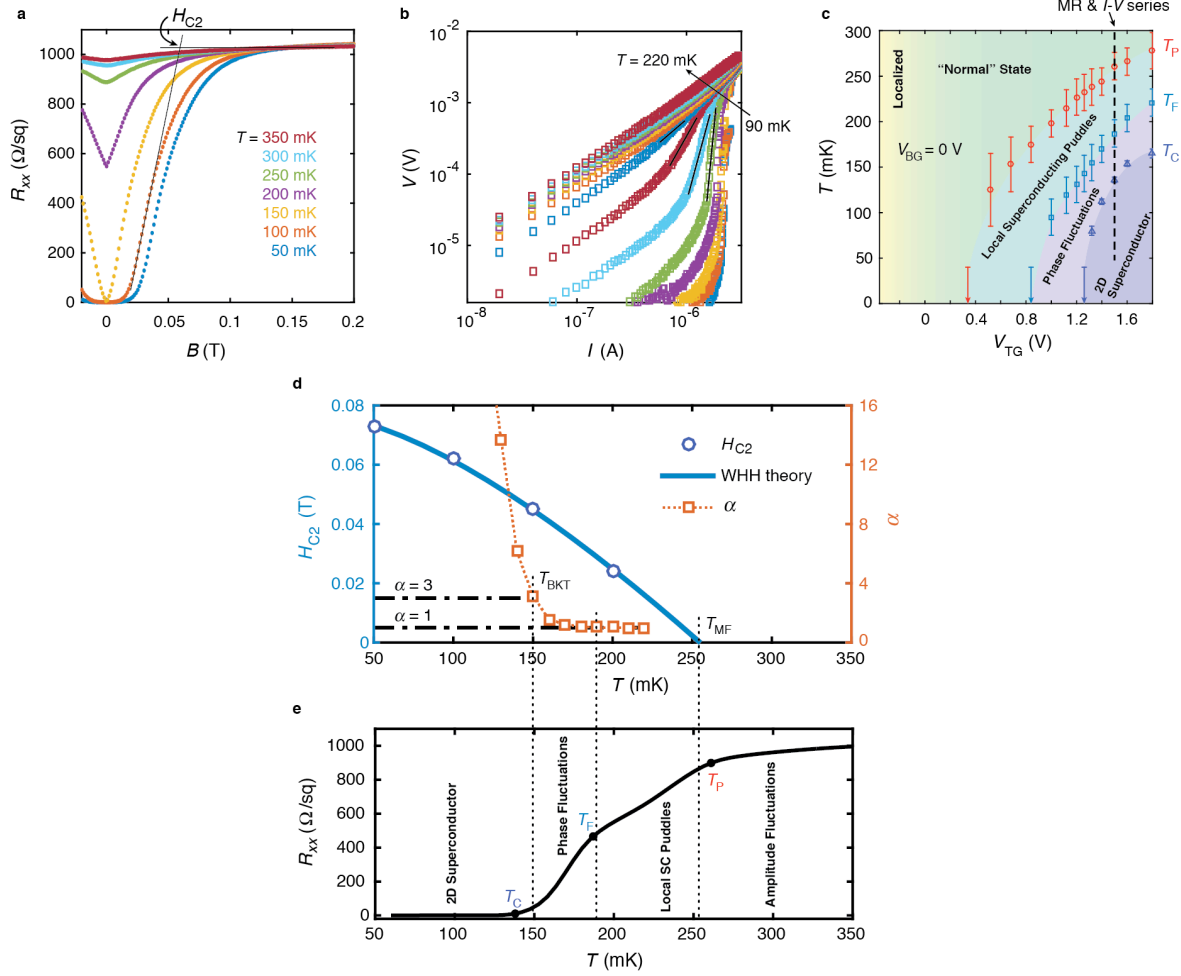 a
H_C2
1000
800
600
400
200
0
R_xx (Ω/sq)
T = 350 mK
300 mK
250 mK
200 mK
150 mK
100 mK
50 mK
0
0.05
0.1
0.15
0.2
B (T)
b
10^-2
10^-3
10^-4
10^-5
V (V)
T = 220 mK
90 mK
10^-8
10^-7
10^-6
I (A)
c
MR & I-V series
300
250
200
150
100
50
0
T (mK)
Localized
"Normal" State
V_BG = 0 V
Local Superconducting Puddles
Phase Fluctuations
2D Superconductor
T_P
T_F
T_C
0
0.4
0.8
1.2
1.6
V_TG (V)
d
0.08
0.06
0.04
0.02
0
H_C2 (T)
H_C2
WHH theory
α
α = 3
α = 1
T_BKT
T_MF
16
12
8
4
0
α
50
100
150
200
250
300
350
T (mK)
e
1000
800
600
400
200
0
R_xx (Ω/sq)
2D Superconductor
Phase Fluctuations
Local SC Puddles
Amplitude Fluctuations
T_C
T_F
T_P
50
100
150
200
250
300
350
T (mK)